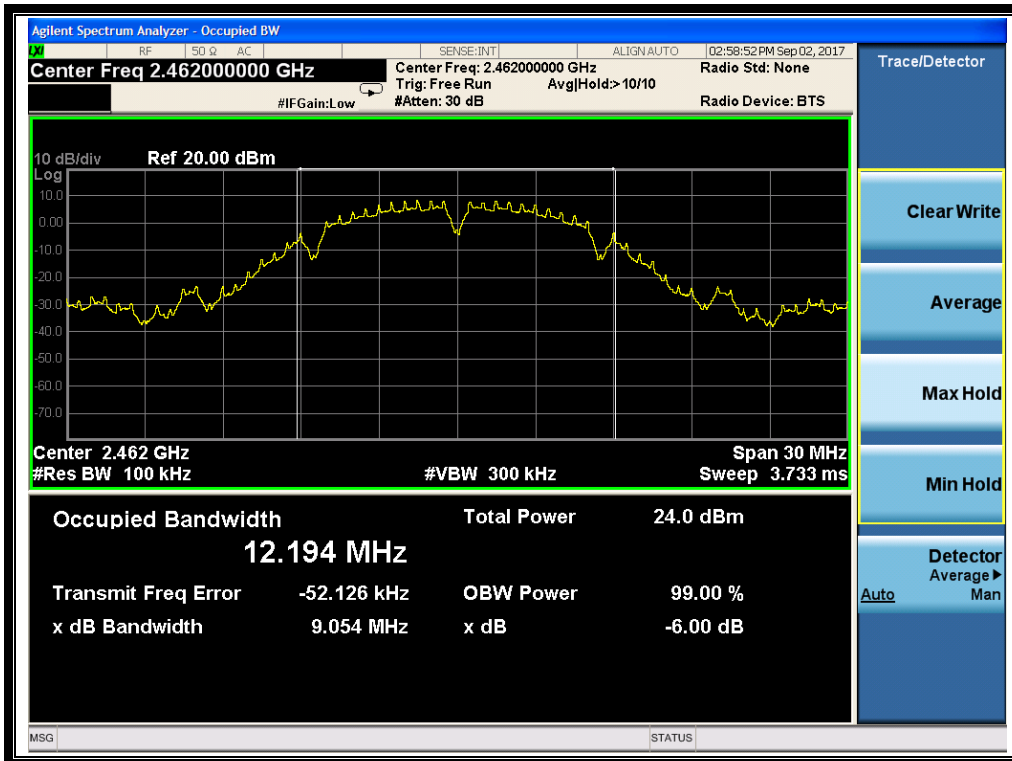 Agilent Spectrum Analyzer - Occupied BW
LXI RF 50 Ω AC SENSE:INT ALIGN AUTO 02:58:52 PM Sep 02, 2017
Center Freq 2.462000000 GHz
Center Freq: 2.462000000 GHz
Radio Std: None
Trig: Free Run Avg|Hold:>10/10
#IFGain:Low
#Atten: 30 dB
Radio Device: BTS
10 dB/div Ref 20.00 dBm
Log
10.0
0.00
-10.0
-20.0
-30.0
-40.0
-50.0
-60.0
-70.0
Center 2.462 GHz Span 30 MHz
#Res BW 100 kHz #VBW 300 kHz Sweep 3.733 ms
Occupied Bandwidth Total Power 24.0 dBm
12.194 MHz
Transmit Freq Error -52.126 kHz OBW Power 99.00 %
x dB Bandwidth 9.054 MHz x dB -6.00 dB
MSG STATUS
Trace/Detector
Clear Write
Average
Max Hold
Min Hold
Detector
Average▶
Auto Man